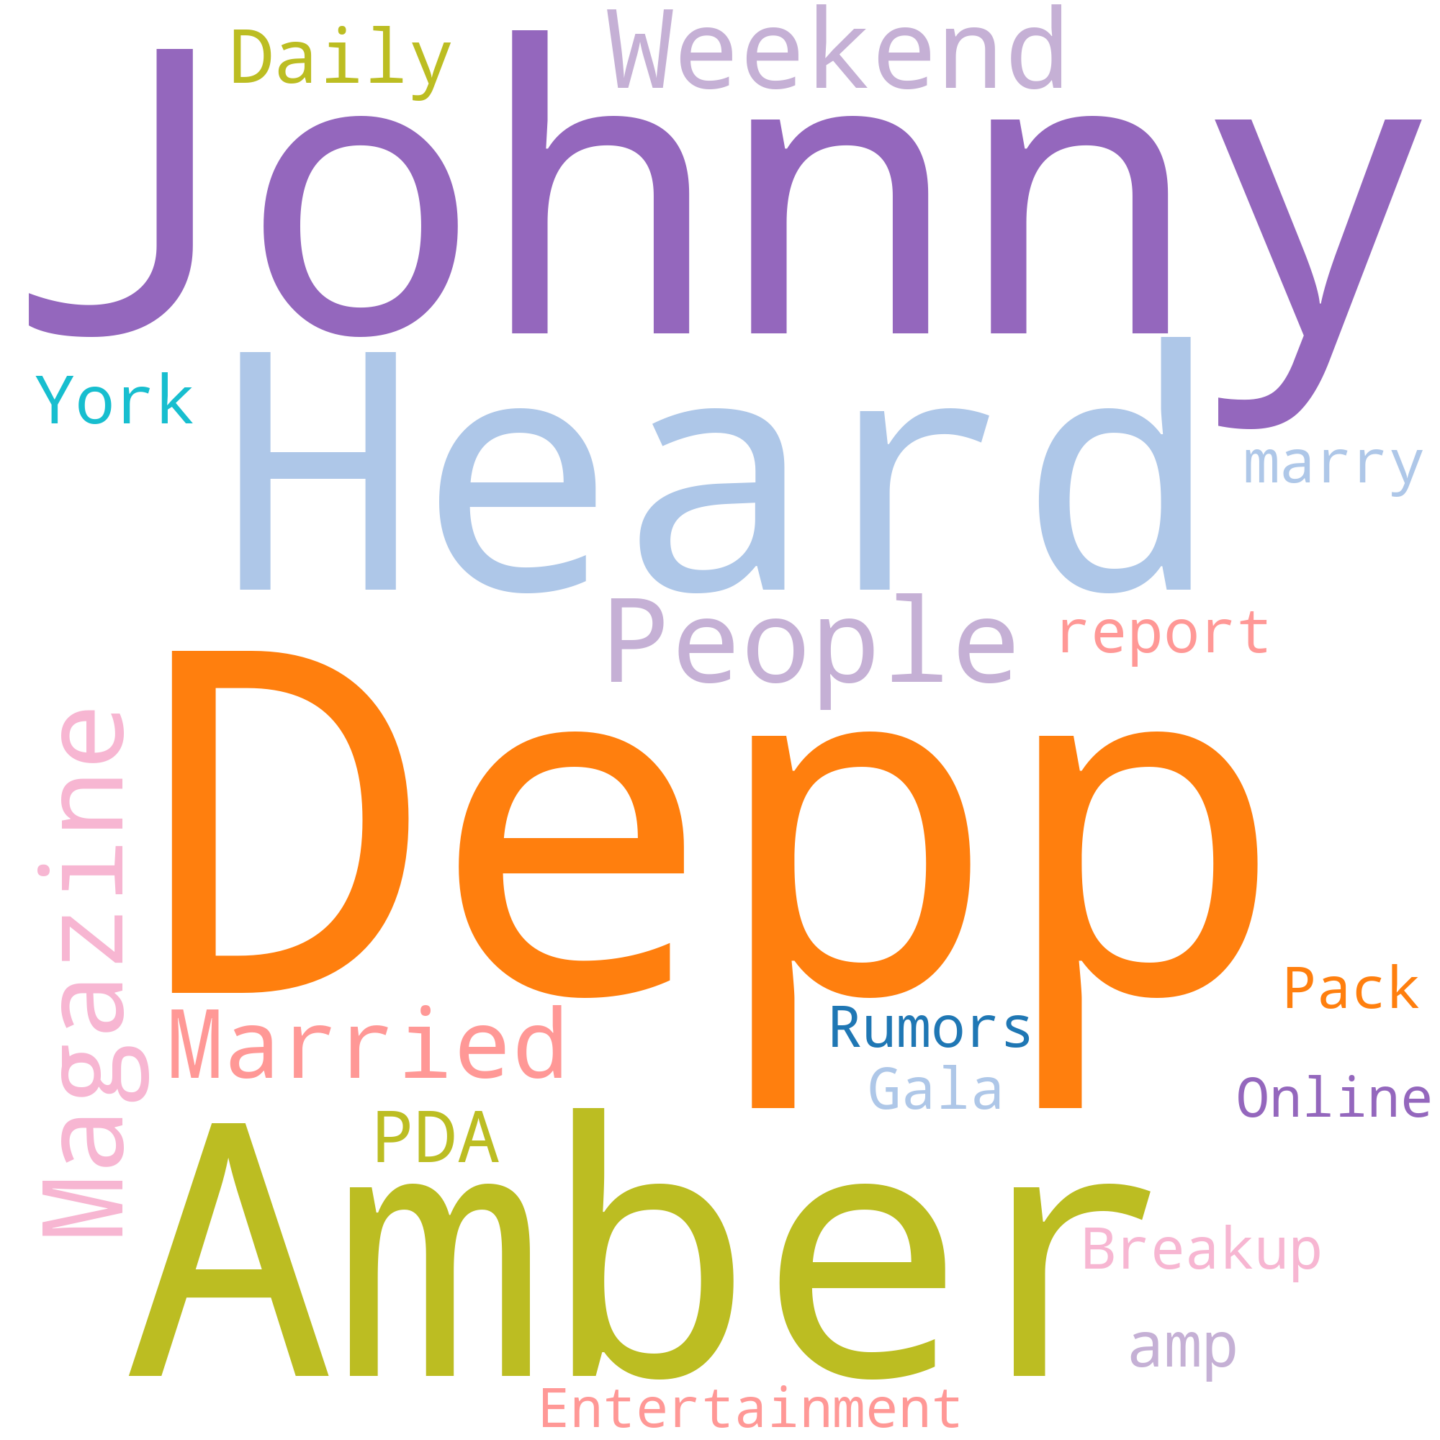 Daily
Weekend
Johnny
York
Heard
marry
People
report
Depp
Magazine
Pack
Married
Rumors
Gala
Online
PDA
Amber
Breakup
amp
Entertainment